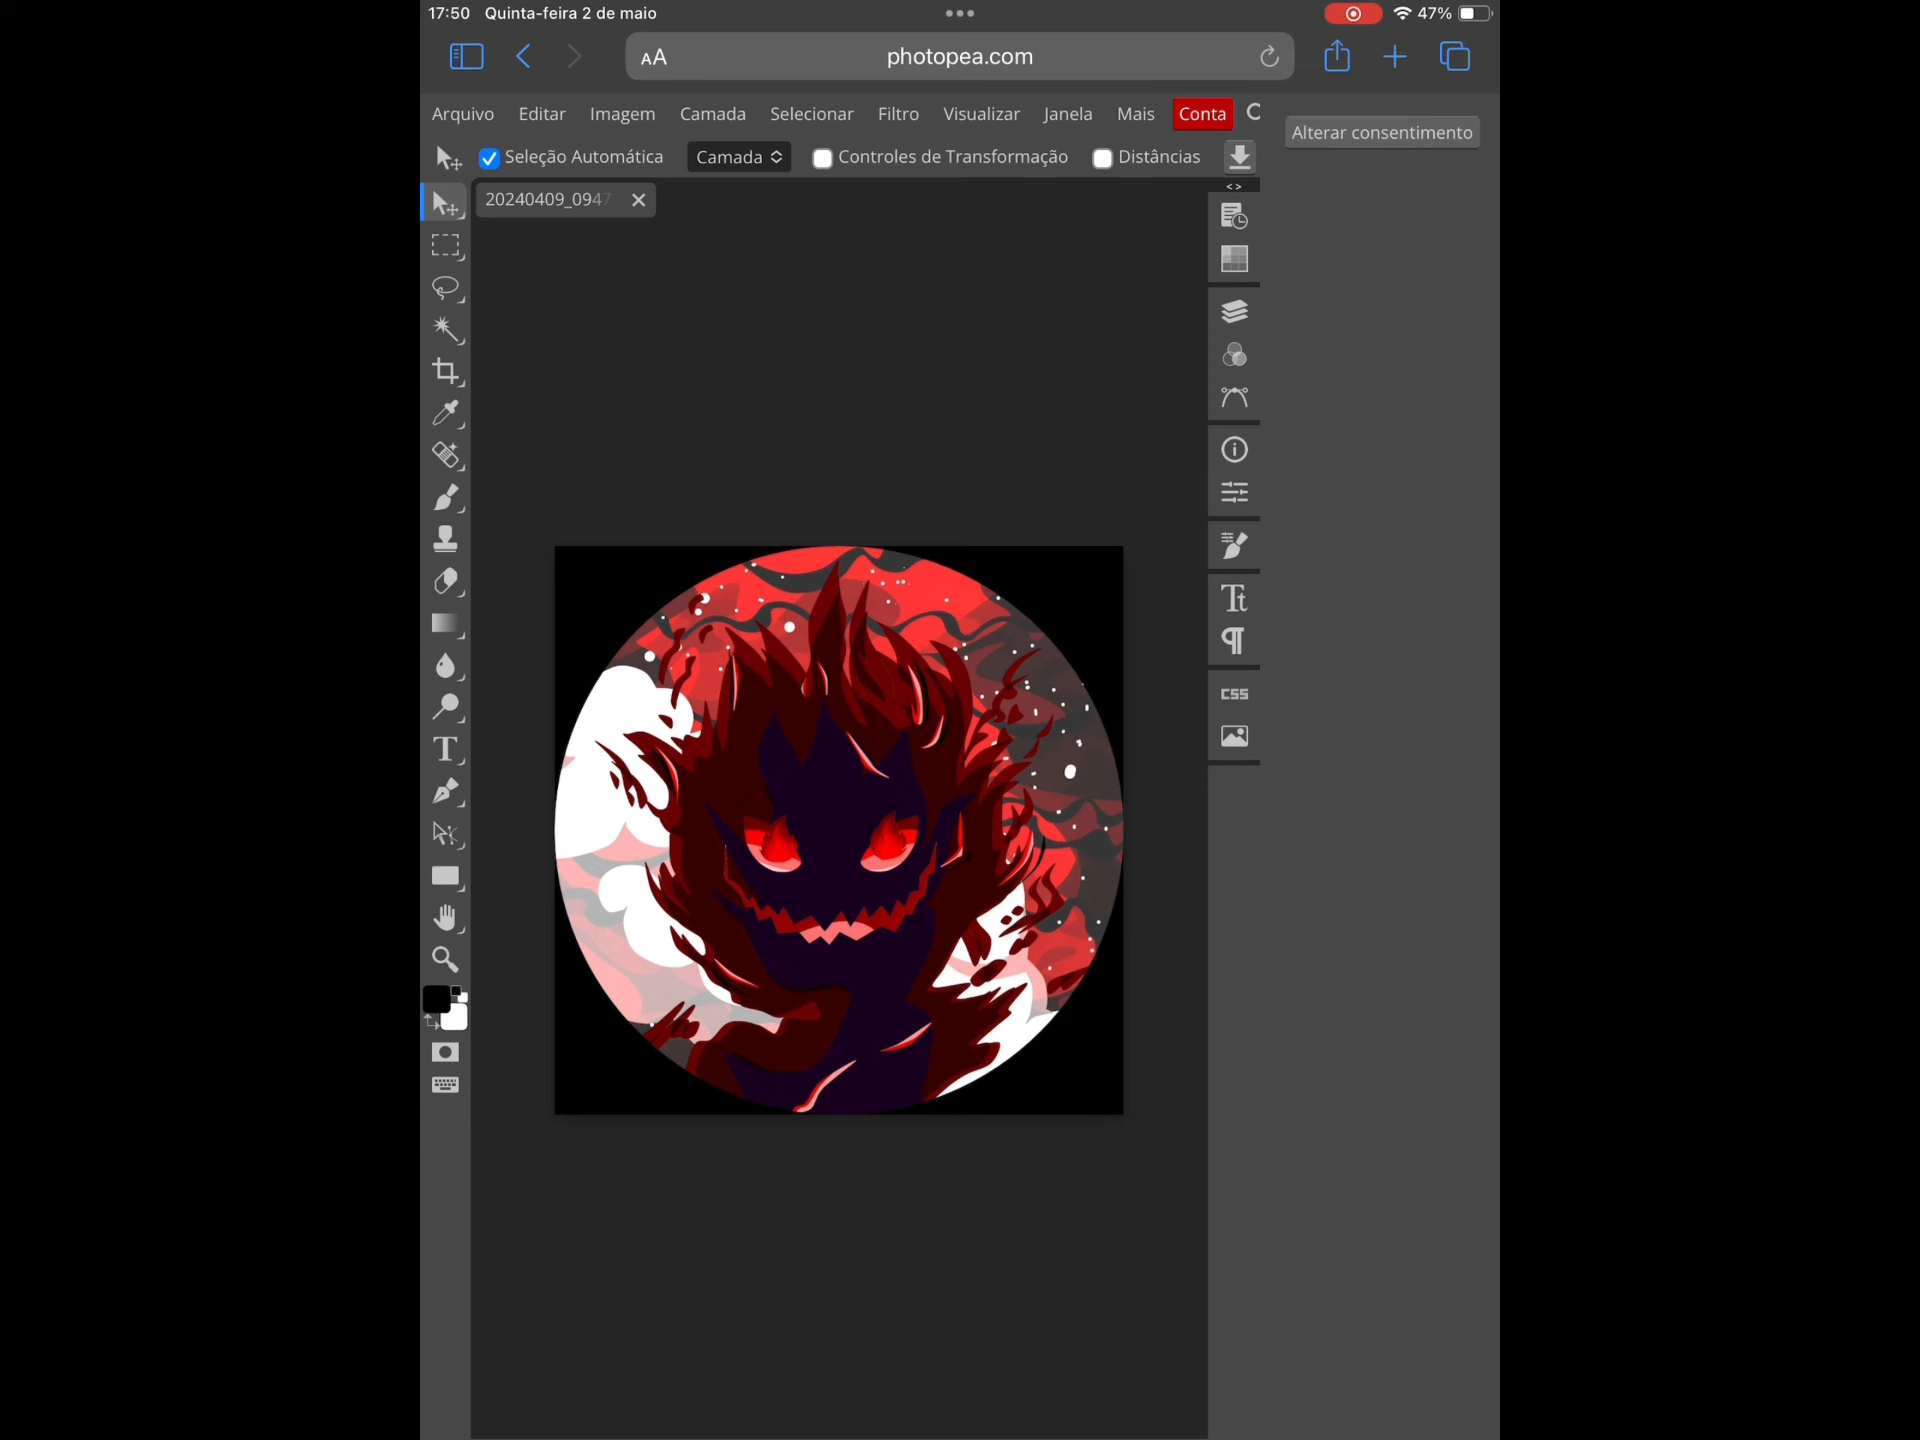 17:50 Quinta-feira 2 de maio
47%
AA photopea.com
Arquivo Editar Imagem Camada Selecionar Filtro Visualizar Janela Mais Conta
Alterar consentimento
Seleção Automática Camada Controles de Transformação Distâncias
20240409_0947
<>
Tt
CSS
T